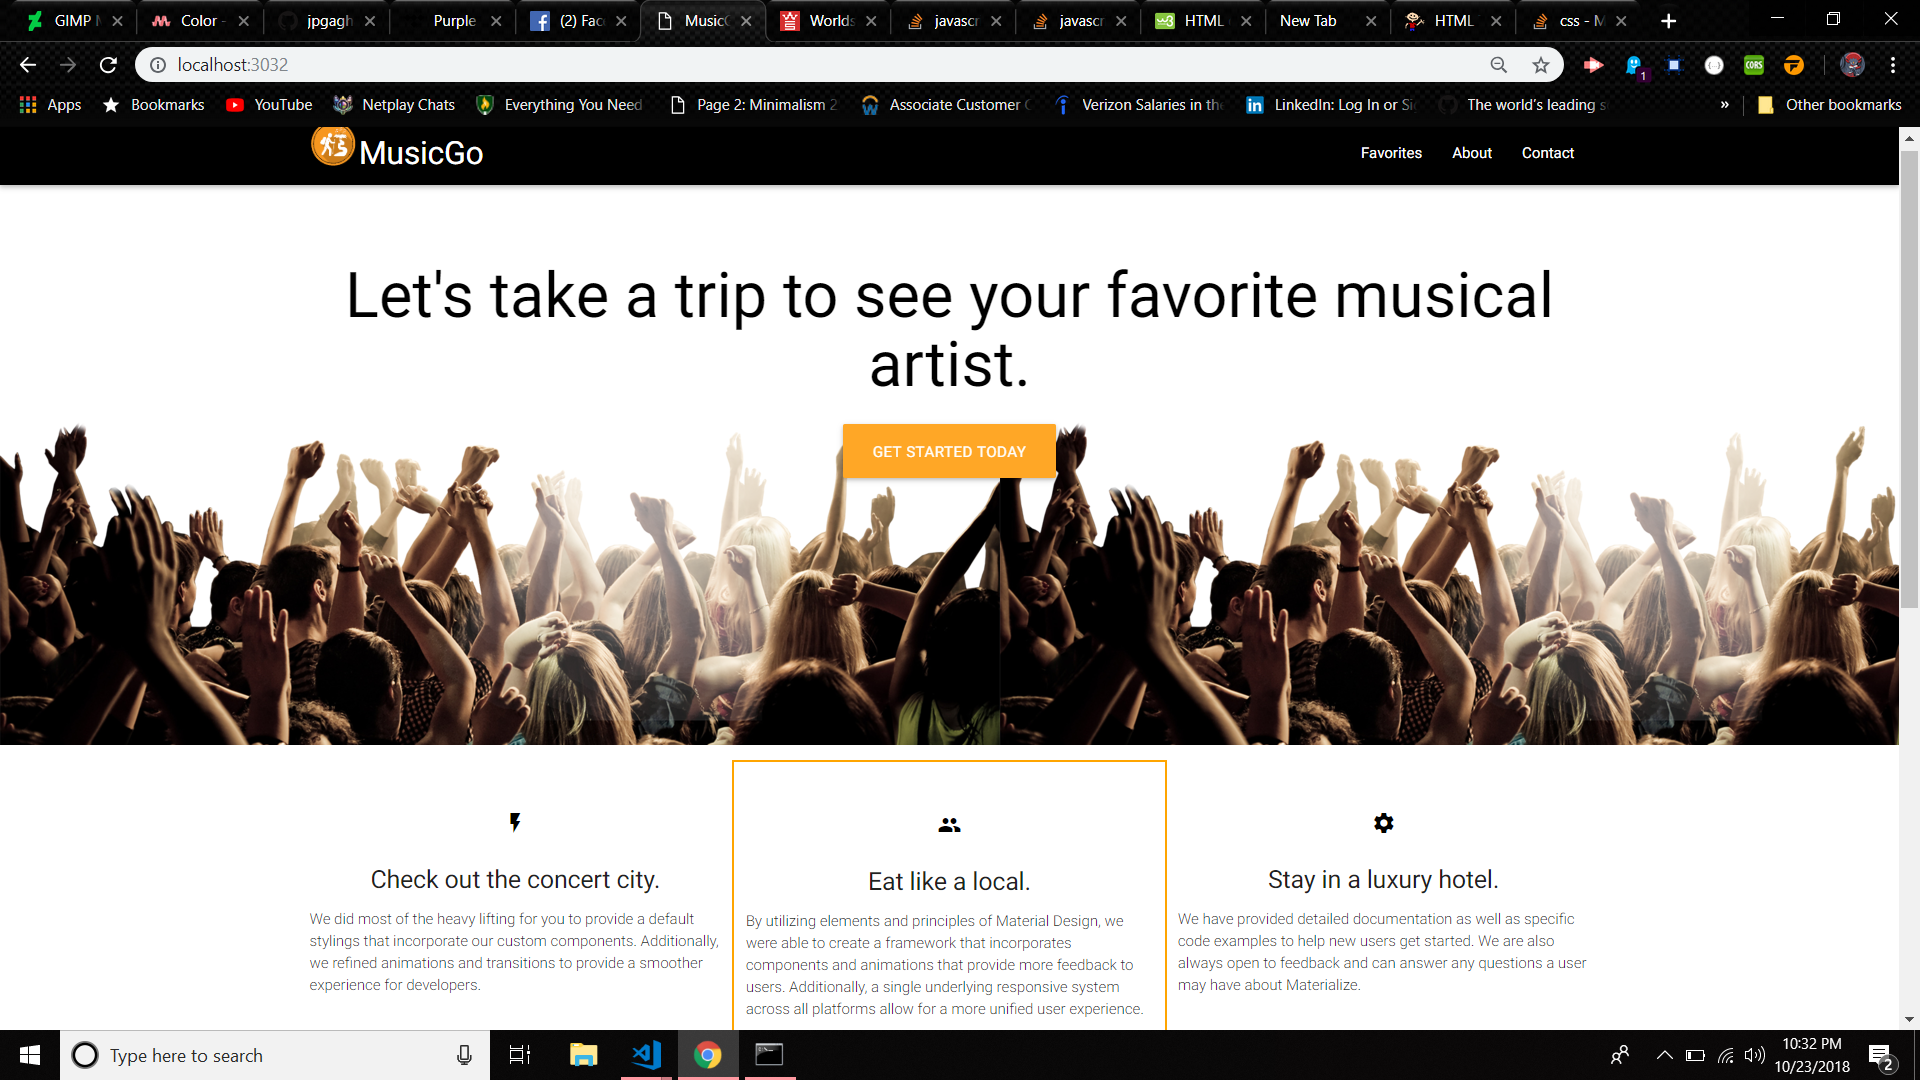 GIMP
Color -
jpgagh
Purple
(2) Fac
Music
Worlds
javascr
javascr
HTML
New Tab
HTML
css -
localhost:3032
Apps
Bookmarks
YouTube
Netplay Chats
Everything You Need
Page 2: Minimalism 2
Associate Customer
Verizon Salaries in the
LinkedIn: Log In or Si
The world's leading s
»
Other bookmarks
CORS
1
MusicGo
Favorites
About
Contact
Let's take a trip to see your favorite musical
artist.
GET STARTED TODAY
Check out the concert city.
We did most of the heavy lifting for you to provide a default
stylings that incorporate our custom components. Additionally,
we refined animations and transitions to provide a smoother
experience for developers.
Eat like a local.
By utilizing elements and principles of Material Design, we
were able to create a framework that incorporates
components and animations that provide more feedback to
users. Additionally, a single underlying responsive system
across all platforms allow for a more unified user experience.
Stay in a luxury hotel.
We have provided detailed documentation as well as specific
code examples to help new users get started. We are also
always open to feedback and can answer any questions a user
may have about Materialize.
Type here to search
10:32 PM
10/23/2018
2